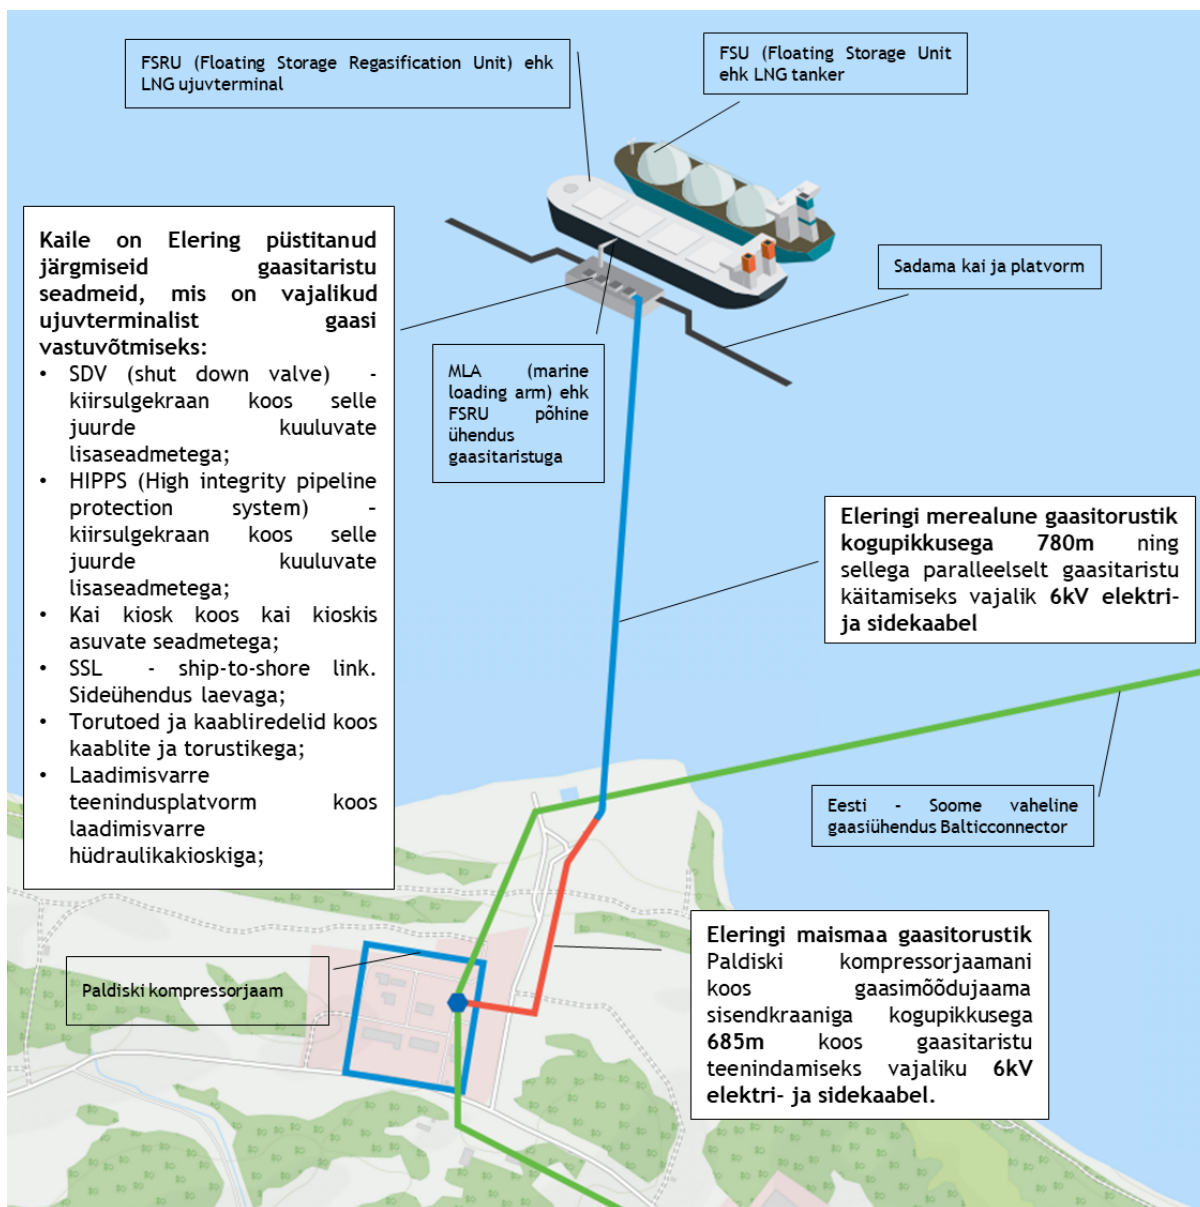 FSRU (Floating Storage Regasification Unit) ehk
LNG ujuvterminal
FSU (Floating Storage Unit
ehk LNG tanker
Kaile on Elering püstitanud
järgmiseid gaasitaristu
seadmeid, mis on vajalikud
ujuvterminalist gaasi
vastuvõtmiseks:
• SDV (shut down valve) -
kiirsulgekraan koos selle
juurde kuuluvate
lisaseadmetega;
• HIPPS (High integrity pipeline
protection system) -
kiirsulgekraan koos selle
juurde kuuluvate
lisaseadmetega;
• Kai kiosk koos kai kioskis
asuvate seadmetega;
• SSL - ship-to-shore link.
Sideühendus laevaga;
• Torutoed ja kaabliredelid koos
kaablite ja torustikega;
• Laadimisvarre
teenindusplatvorm koos
laadimisvarre
hüdraulikakioskiga;
Sadama kai ja platvorm
MLA (marine
loading arm) ehk
FSRU põhine
ühendus
gaasitaristuga
Eleringi merealune gaasitorustik
kogupikkusega 780m ning
sellega paralleelselt gaasitaristu
käitamiseks vajalik 6kV elektri-
ja sidekaabel
Eesti - Soome vaheline
gaasiühendus Balticconnector
Paldiski kompressorjaam
Eleringi maismaa gaasitorustik
Paldiski kompressorjaamani
koos gaasimõõdujaama
sisendkraaniga kogupikkusega
685m koos gaasitaristu
teenindamiseks vajaliku 6kV
elektri- ja sidekaabel.